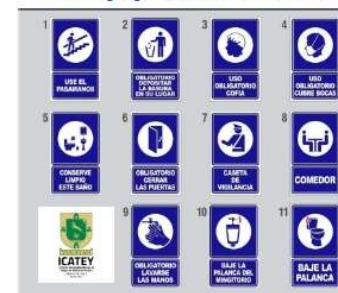 1
2
3
4
USE EL
PASAMANOS
OBLIGATORIO
DEPOSITAR
LA BASURA
EN SU LUGAR
USO
OBLIGATORIO
COFIA
USO
OBLIGATORIO
CUBRE BOCAS
5
6
7
8
CONSERVE
LIMPIO
ESTE BAÑO
OBLIGATORIO
CERRAR
LAS PUERTAS
CASETA
DE
VIGILANCIA
COMEDOR
ICATEY
9
10
11
OBLIGATORIO
LAVARSE
LAS MANOS
BAJE LA
PALANCA DEL
MINGITORIO
BAJE LA
PALANCA